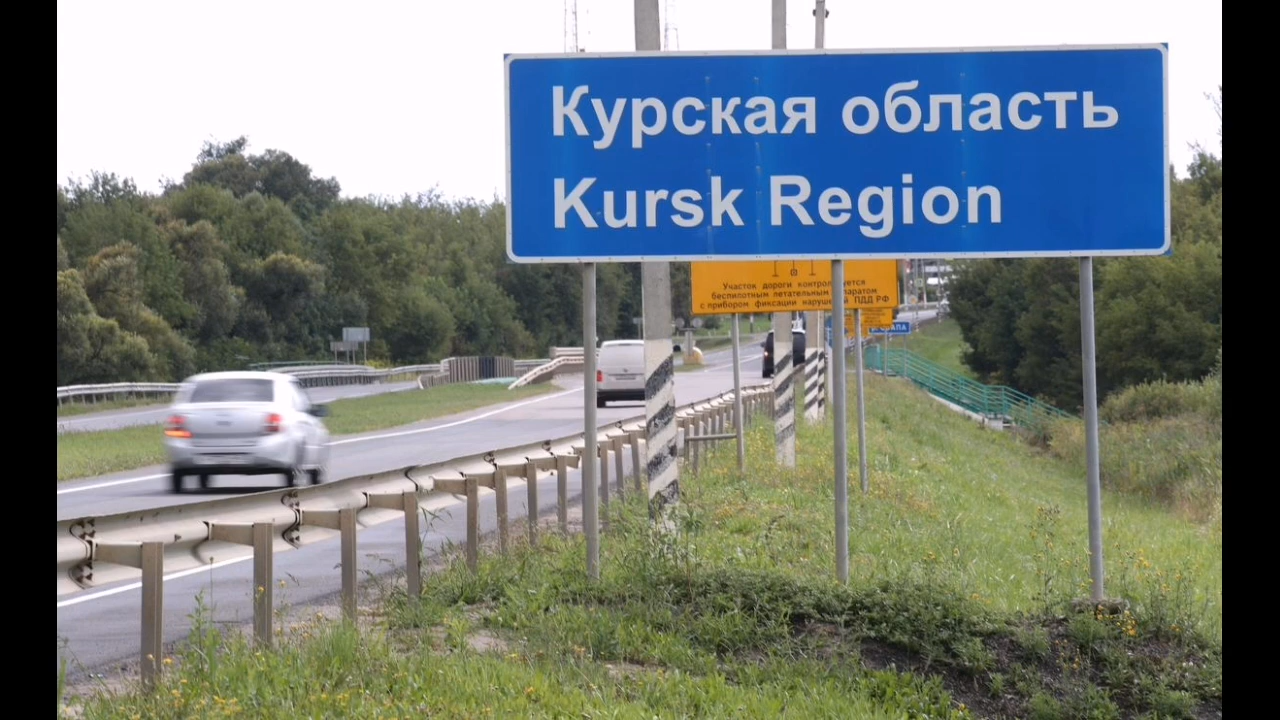 Курская область
Kursk Region
Участок дороги контролируется
беспилотным летательным аппаратом
с прибором фиксации нарушений ПДД РФ